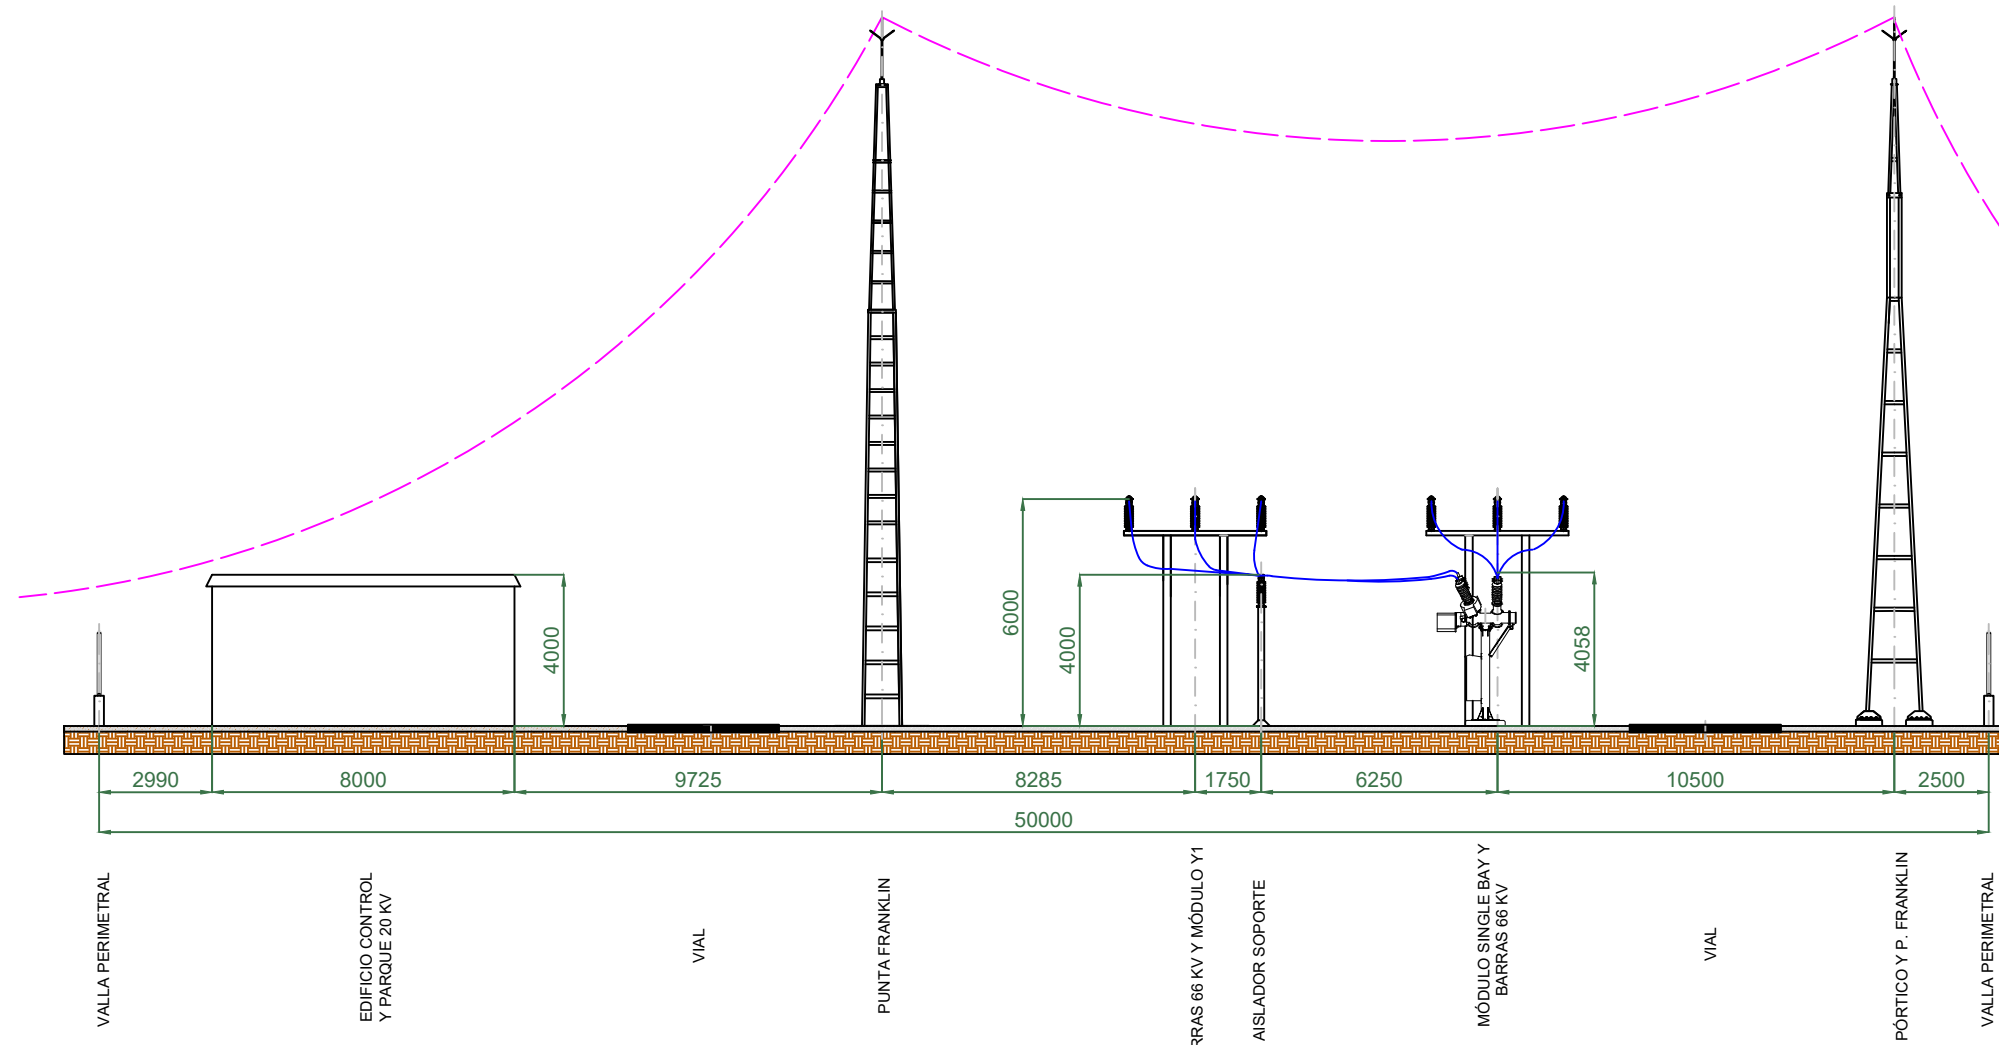 6000
4000
4000
4058
2990
8000
9725
8285
1750
6250
10500
2500
50000
VALLA PERIMETRAL
EDIFICIO CONTROL
Y PARQUE 20 KV
VIAL
PUNTA FRANKLIN
66 KV Y MÓDULO Y1
AISLADOR SOPORTE
MÓDULO SINGLE BAY Y
BARRAS 66 KV
VIAL
PÓRTICO Y P. FRANKLIN
VALLA PERIMETRAL